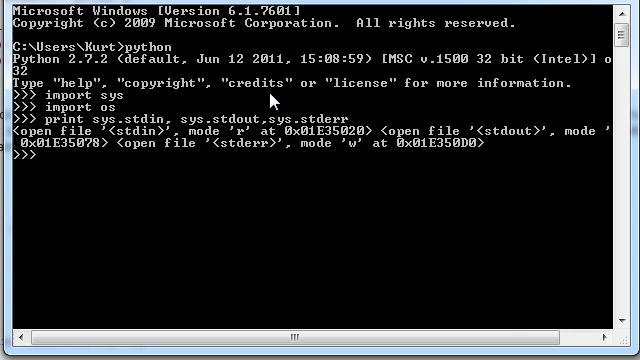 Microsoft Windows [Version 6.1.7601]
Copyright (c) 2009 Microsoft Corporation.  All rights reserved.
C:\Users\Kurt>python
Python 2.7.2 (default, Jun 12 2011, 15:08:59) [MSC v.1500 32 bit (Intel)] o
32
Type "help", "copyright", "credits" or "license" for more information.
>>> import sys
>>> import os
>>> print sys.stdin, sys.stdout,sys.stderr
<open file '<stdin>', mode 'r' at 0x01E35020> <open file '<stdout>', mode '
0x01E35078> <open file '<stderr>', mode 'w' at 0x01E350D0>
>>>